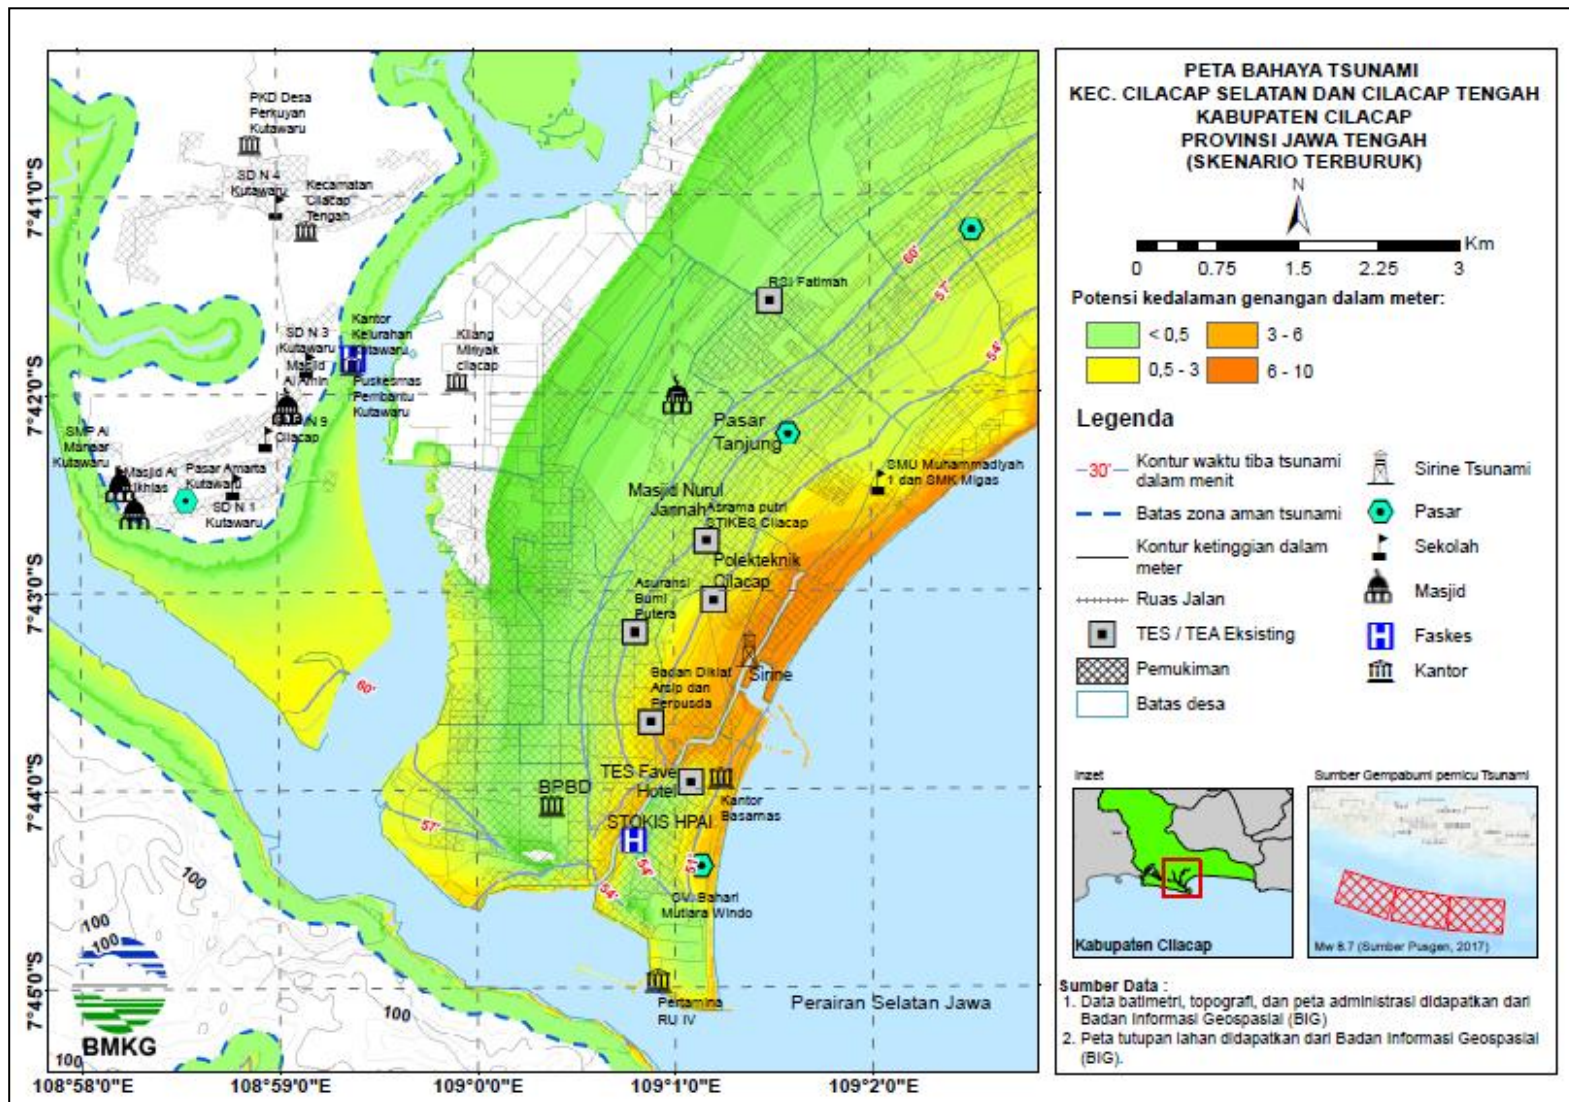 PETA BAHAYA TSUNAMI
KEC. CILACAP SELATAN DAN CILACAP TENGAH
KABUPATEN CILACAP
PROVINSI JAWA TENGAH
(SKENARIO TERBURUK)
N
Km
0 0.75 1.5 2.25 3
Potensi kedalaman genangan dalam meter:
< 0,5
3 - 6
0,5 - 3
6 - 10
Legenda
30'
Kontur waktu tiba tsunami
dalam menit
Batas zona aman tsunami
Kontur ketinggian dalam
meter
Ruas Jalan
TES / TEA Eksisting
Pemukiman
Batas desa
Sirine Tsunami
Pasar
Sekolah
Masjid
Faskes
Kantor
Inzet
Kabupaten Cilacap
Sumber Gempabumi pemicu Tsunami
Mw 8.7 (Sumber Pusgen, 2017)
Sumber Data :
1. Data batimetri, topografi, dan peta administrasi didapatkan dari
Badan Informasi Geospasial (BIG)
2. Peta tutupan lahan didapatkan dari Badan Informasi Geospasial
(BIG).
PKD Desa
Perkuyan
Kutawaru
SD N 4
Kutawaru
Kecamatan
Cilacap
Tengah
SD N 3
Kutawaru
Masjid
Al Amin
Kantor
Kelurahan
Kutawaru
Puskesmas
Pembantu
Kutawaru
Kilang
Minyak
cilacap
N 9
Cilacap
SMP Al
Manaar
Kutawaru
Masjid Al
Ikhlas
Pasar Amarta
Kutawaru
SD N 1
Kutawaru
RSI Fatimah
Pasar
Tanjung
SMU Muhammadiyah
1 dan SMK Migas
Masjid Nurul
Jannah
Asrama putri
STIKES Cilacap
Polekteknik
Cilacap
Asuransi
Bumi
Putera
Sirine
Badan Diklat
Arsip dan
Perpusda
TES Fave
Hotel
BPBD
Kantor
Basarnas
STOKIS HPAI
CV. Bahari
Mutiara Windo
Pertamina
RU IV
Perairan Selatan Jawa
60'
57'
54'
60'
57'
54'
54'
51'
100
100
100
100
100
BMKG
7°41'0"S
7°42'0"S
7°43'0"S
7°44'0"S
7°45'0"S
108°58'0"E
108°59'0"E
109°0'0"E
109°1'0"E
109°2'0"E